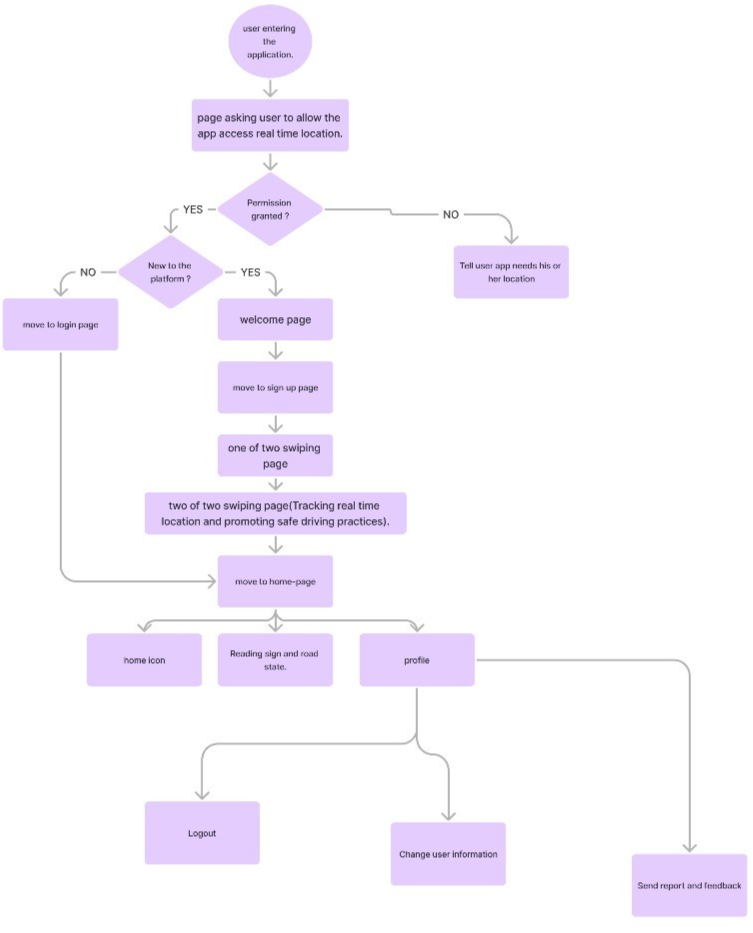 user entering
the
application.
page asking user to allow the
app access real time location.
Permission
granted ?
YES
NO
New to the
platform ?
Tell user app needs his or
her location
NO
YES
move to login page
welcome page
move to sign up page
one of two swiping
page
two of two swiping page(Tracking real time
location and promoting safe driving practices).
move to home-page
home icon
Reading sign and road
state.
profile
Logout
Change user information
Send report and feedback